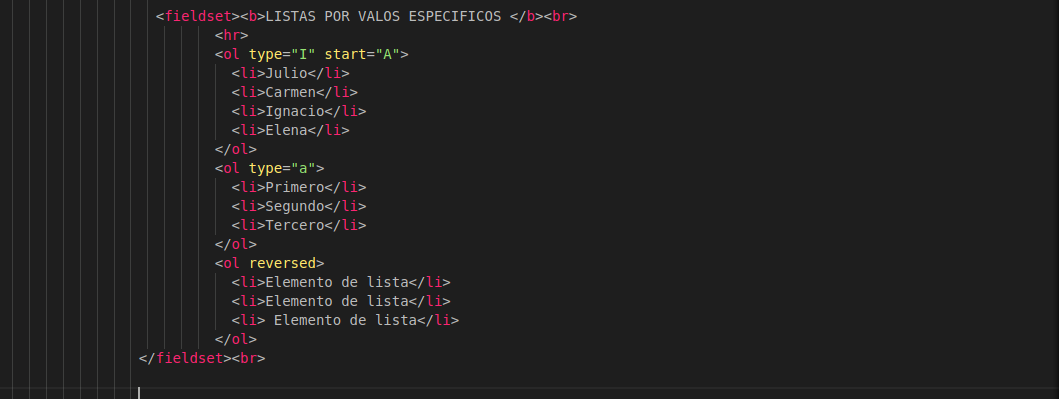 <fieldset><b>LISTAS POR VALOS ESPECIFICOS </b><br>
<hr>
<ol type="I" start="A">
<li>Julio</li>
<li>Carmen</li>
<li>Ignacio</li>
<li>Elena</li>
</ol>
<ol type="a">
<li>Primero</li>
<li>Segundo</li>
<li>Tercero</li>
</ol>
<ol reversed>
<li>Elemento de lista</li>
<li>Elemento de lista</li>
<li> Elemento de lista</li>
</ol>
</fieldset><br>